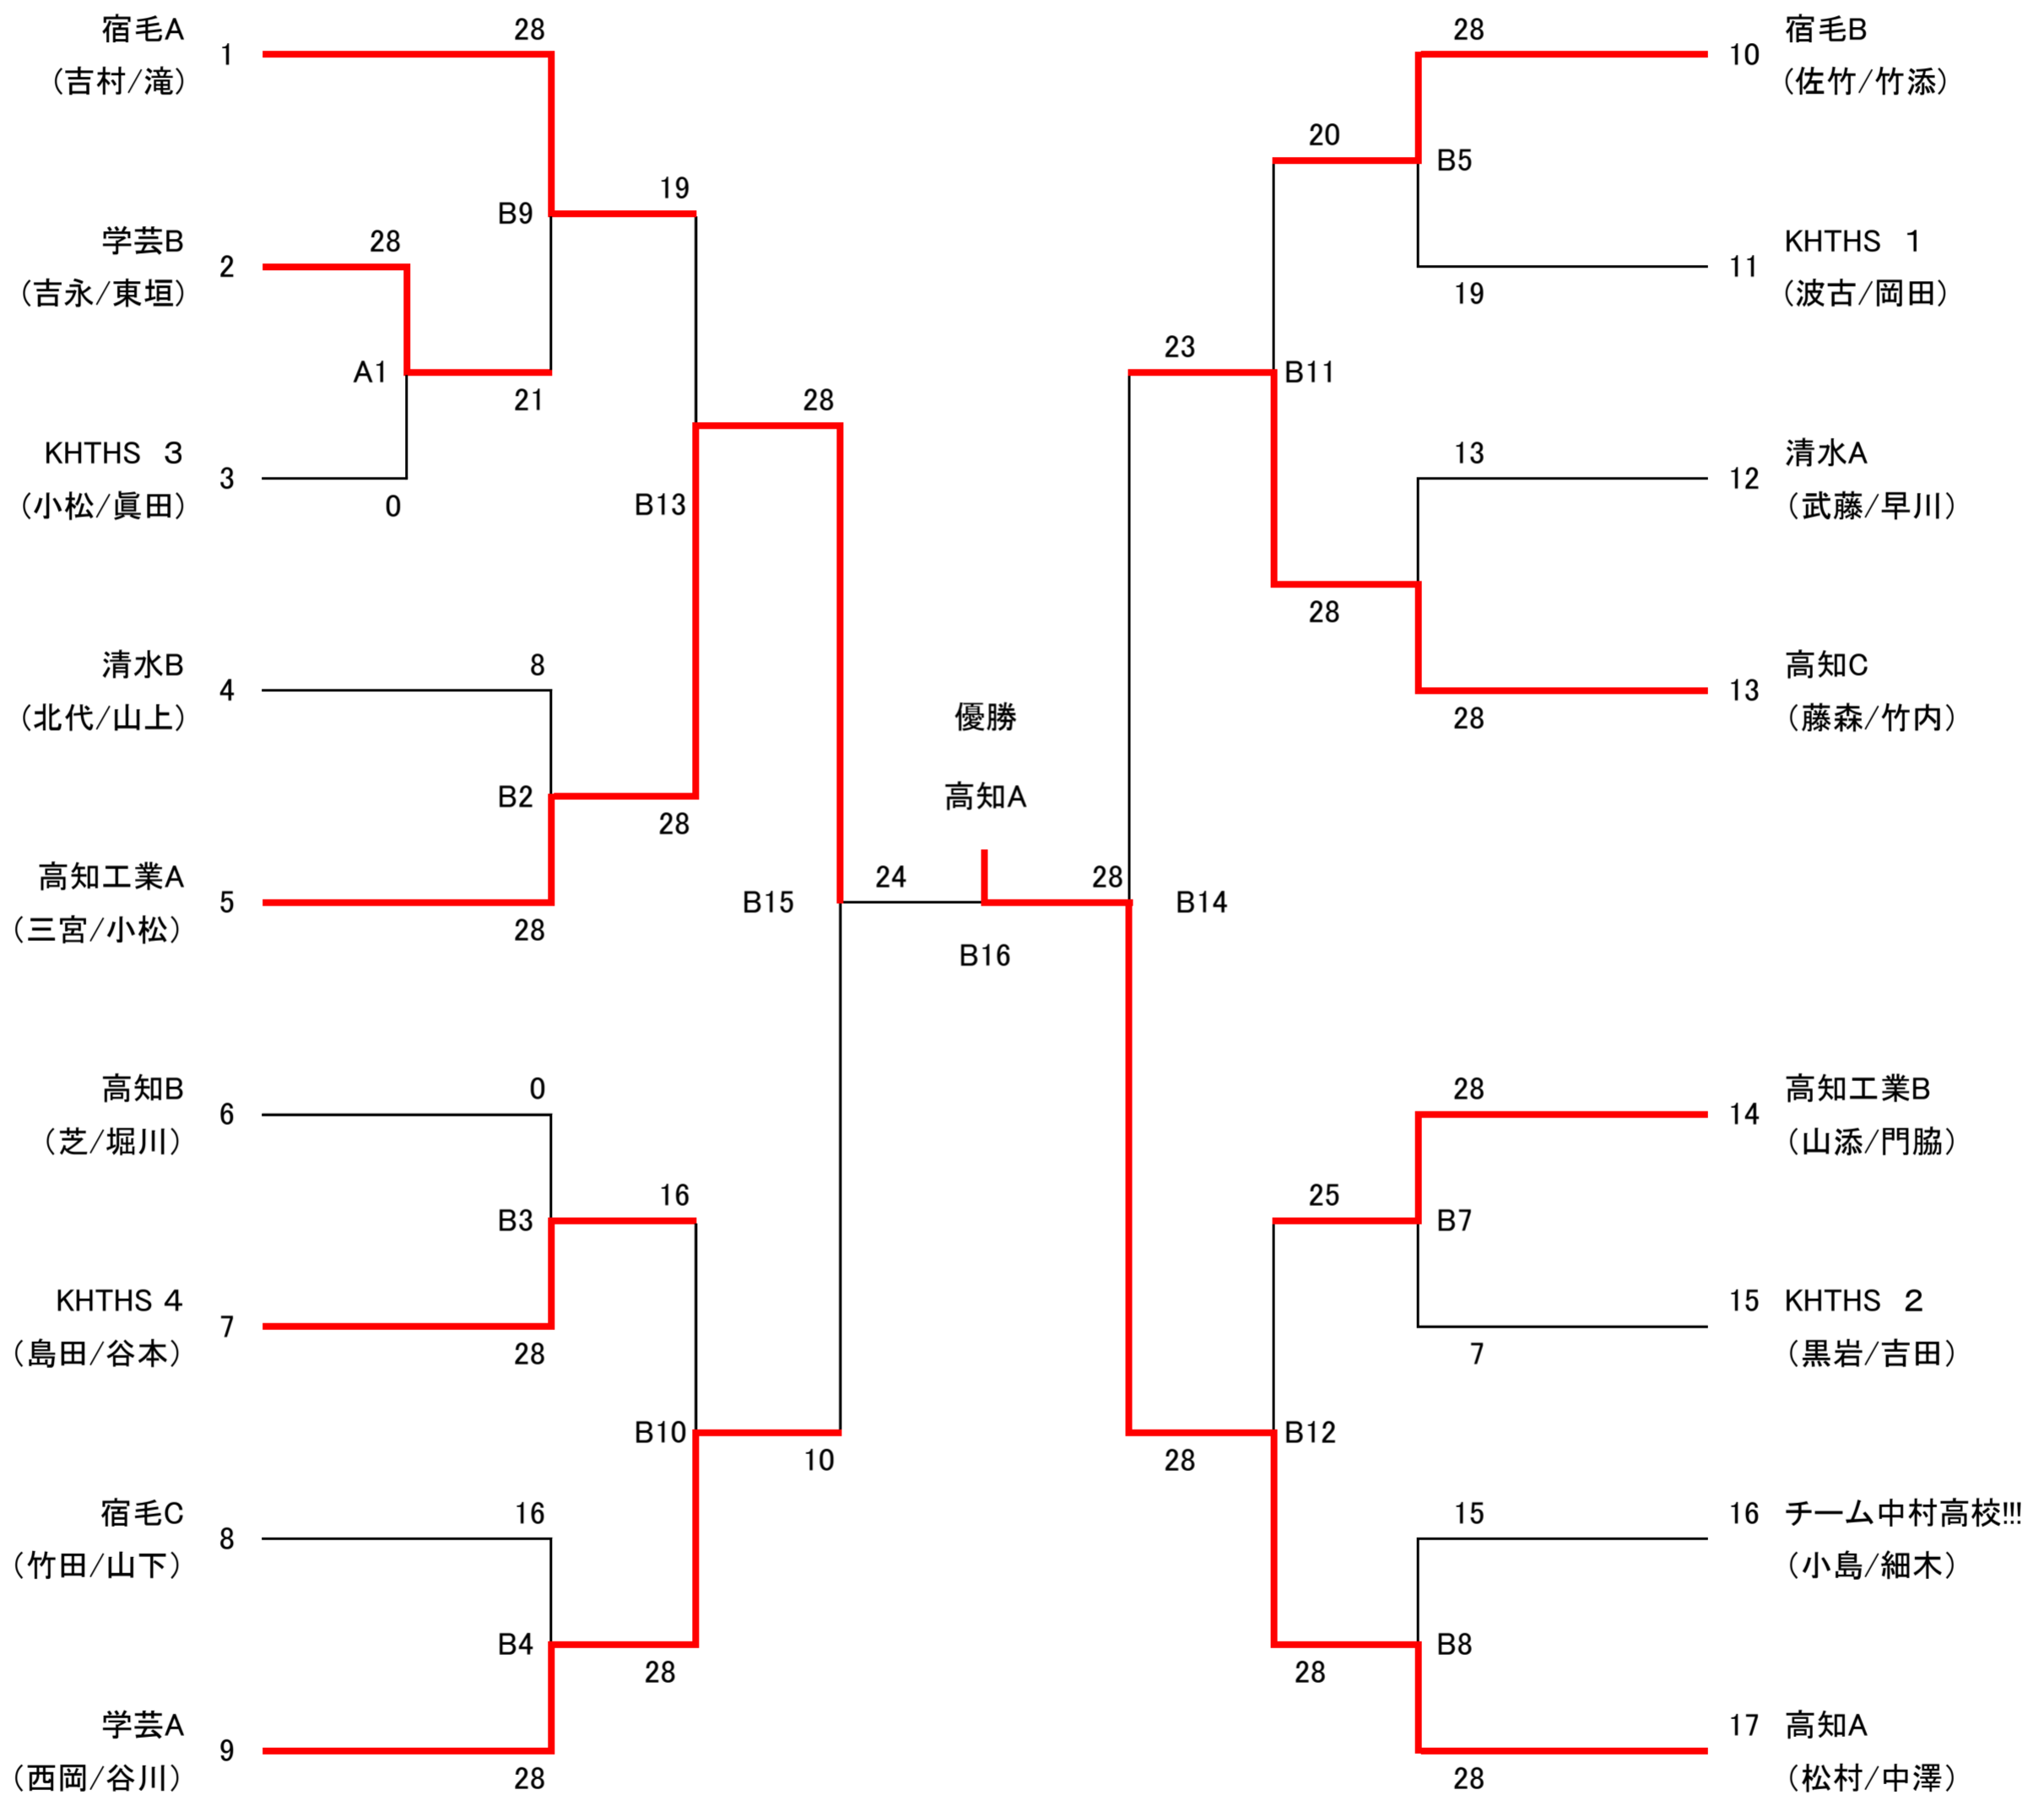 宿毛A
1
(吉村/滝)
28
学芸B
2
(吉永/東垣)
28
A1
KHTHS　3
3
(小松/眞田)
0
B9
21
19
清水B
4
(北代/山上)
8
B2
高知工業A
5
(三宮/小松)
28
28
B13
28
高知B
6
(芝/堀川)
0
B3
KHTHS 4
7
(島田/谷本)
28
16
B10
宿毛C
8
(竹田/山下)
16
B4
学芸A
9
(西岡/谷川)
28
28
10
B15
24
優勝
高知A
B16
28
B14
23
20
28
10
宿毛B
(佐竹/竹添)
B5
11
KHTHS　1
(波古/岡田)
19
B11
13
12
清水A
(武藤/早川)
28
13
高知C
(藤森/竹内)
28
28
14
高知工業B
(山添/門脇)
25
B7
15
KHTHS　2
(黒岩/吉田)
7
B12
28
15
16
チーム中村高校!!!
(小島/細木)
B8
28
17
高知A
(松村/中澤)
28